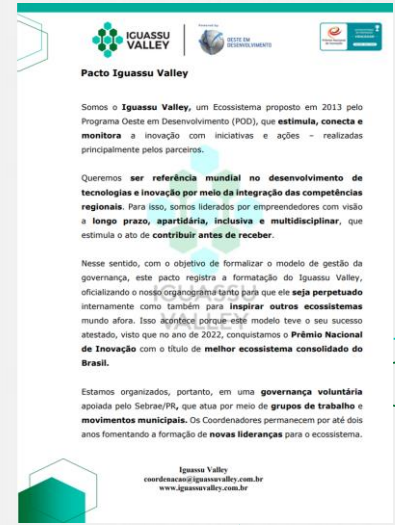 IGUASSU
VALLEY
OESTE EM
DESENVOLVIMENTO
Pacto Iguassu Valley
Somos o Iguassu Valley, um Ecossistema proposto em 2013 pelo
Programa Oeste em Desenvolvimento (POD), que estimula, conecta e
monitora a inovação com iniciativas e ações – realizadas
principalmente pelos parceiros.
Queremos ser referência mundial no desenvolvimento de
tecnologias e inovação por meio da integração das competências
regionais. Para isso, somos liderados por empreendedores com visão
a longo prazo, apartidária, inclusiva e multidisciplinar, que
estimula o ato de contribuir antes de receber.
Nesse sentido, com o objetivo de formalizar o modelo de gestão da
governança, este pacto registra a formatação do Iguassu Valley,
oficializando o nosso organograma tanto para que ele seja perpetuado
internamente como também para inspirar outros ecossistemas
mundo afora. Isso acontece porque este modelo teve o seu sucesso
atestado, visto que no ano de 2022, conquistamos o Prêmio Nacional
de Inovação com o título de melhor ecossistema consolidado do
Brasil.
IGUASSU
VALLEY
Estamos organizados, portanto, em uma governança voluntária
apoiada pelo Sebrae/PR, que atua por meio de grupos de trabalho e
movimentos municipais. Os Coordenadores permanecem por até dois
anos fomentando a formação de novas lideranças para o ecossistema.
Iguassu Valley
coordenacao@iguassuvalley.com.br
www.iguassuvalley.com.br